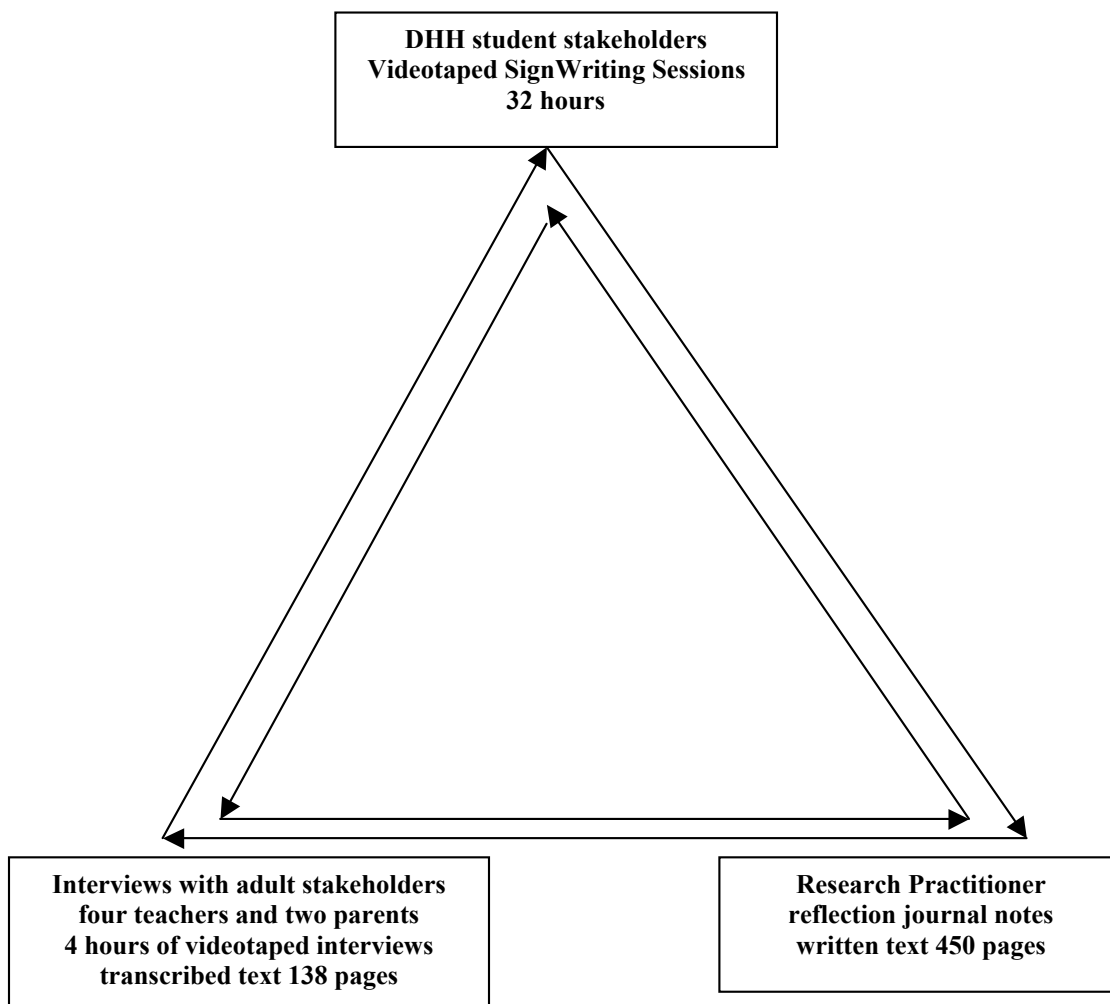 DHH student stakeholders
Videotaped SignWriting Sessions
32 hours
Interviews with adult stakeholders
four teachers and two parents
4 hours of videotaped interviews
transcribed text 138 pages
Research Practitioner
reflection journal notes
written text 450 pages